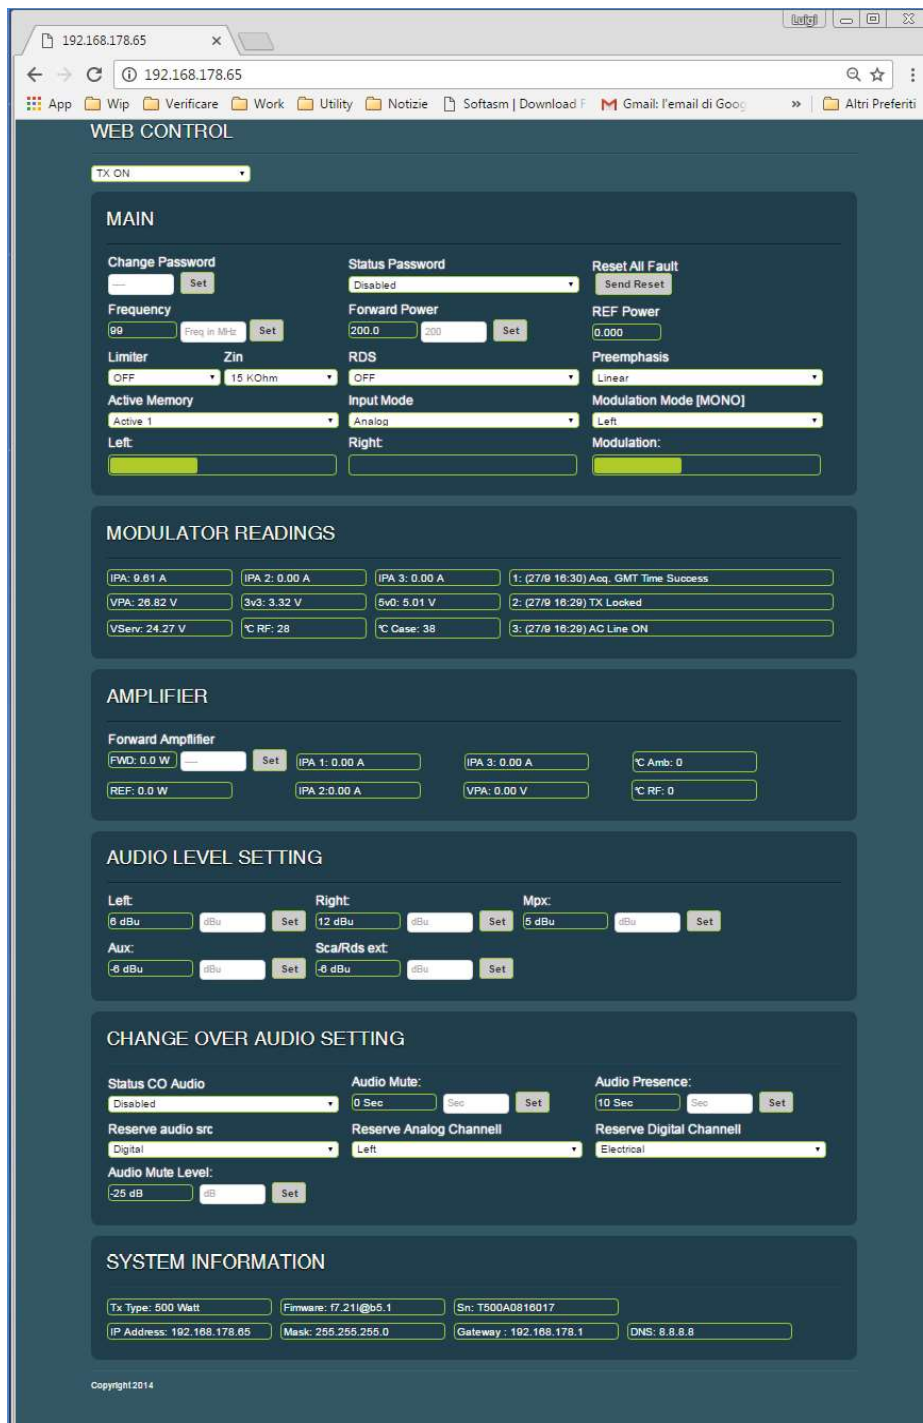 Luigi
192.168.178.65
192.168.178.65
App Wip Verificare Work Utility Notizie Softasm | Download F Gmail: l'email di Goog » Altri Preferiti
WEB CONTROL
TX ON
MAIN
Change Password Status Password Reset All Fault
---- Set Disabled Send Reset
Frequency Forward Power REF Power
99 Freq in MHz Set 200.0 200 Set 0.000
Limiter Zin RDS Preemphasis
OFF 15 KOhm OFF Linear
Active Memory Input Mode Modulation Mode [MONO]
Active 1 Analog Left
Left: Right: Modulation:
MODULATOR READINGS
IPA: 9.61 A IPA 2: 0.00 A IPA 3: 0.00 A 1: (27/9 16:30) Acq. GMT Time Success
VPA: 26.82 V 3v3: 3.32 V 5v0: 5.01 V 2: (27/9 16:29) TX Locked
VServ: 24.27 V °C RF: 28 °C Case: 38 3: (27/9 16:29) AC Line ON
AMPLIFIER
Forward Ampflifier
FWD: 0.0 W ---- Set IPA 1: 0.00 A IPA 3: 0.00 A °C Amb: 0
REF: 0.0 W IPA 2:0.00 A VPA: 0.00 V °C RF: 0
AUDIO LEVEL SETTING
Left: Right: Mpx:
6 dBu dBu Set 12 dBu dBu Set 5 dBu dBu Set
Aux: Sca/Rds ext:
-6 dBu dBu Set -6 dBu dBu Set
CHANGE OVER AUDIO SETTING
Status CO Audio Audio Mute: Audio Presence:
Disabled 0 Sec Sec Set 10 Sec Sec Set
Reserve audio src Reserve Analog Channell Reserve Digital Channell
Digital Left Electrical
Audio Mute Level:
-25 dB dB Set
SYSTEM INFORMATION
Tx Type: 500 Watt Firmware: f7.21l@b5.1 Sn: T500A0816017
IP Address: 192.168.178.65 Mask: 255.255.255.0 Gateway : 192.168.178.1 DNS: 8.8.8.8
Copyright 2014